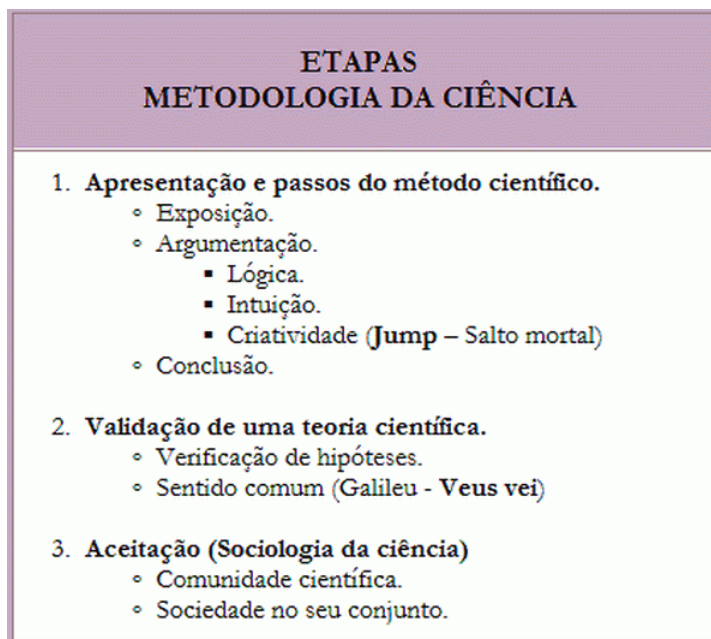 ETAPAS
METODOLOGIA DA CIÊNCIA
1. Apresentação e passos do método científico.
◦ Exposição.
◦ Argumentação.
▪ Lógica.
▪ Intuição.
▪ Criatividade (Jump – Salto mortal)
◦ Conclusão.
2. Validação de uma teoria científica.
◦ Verificação de hipóteses.
◦ Sentido comum (Galileu - Veus vei)
3. Aceitação (Sociologia da ciência)
◦ Comunidade científica.
◦ Sociedade no seu conjunto.